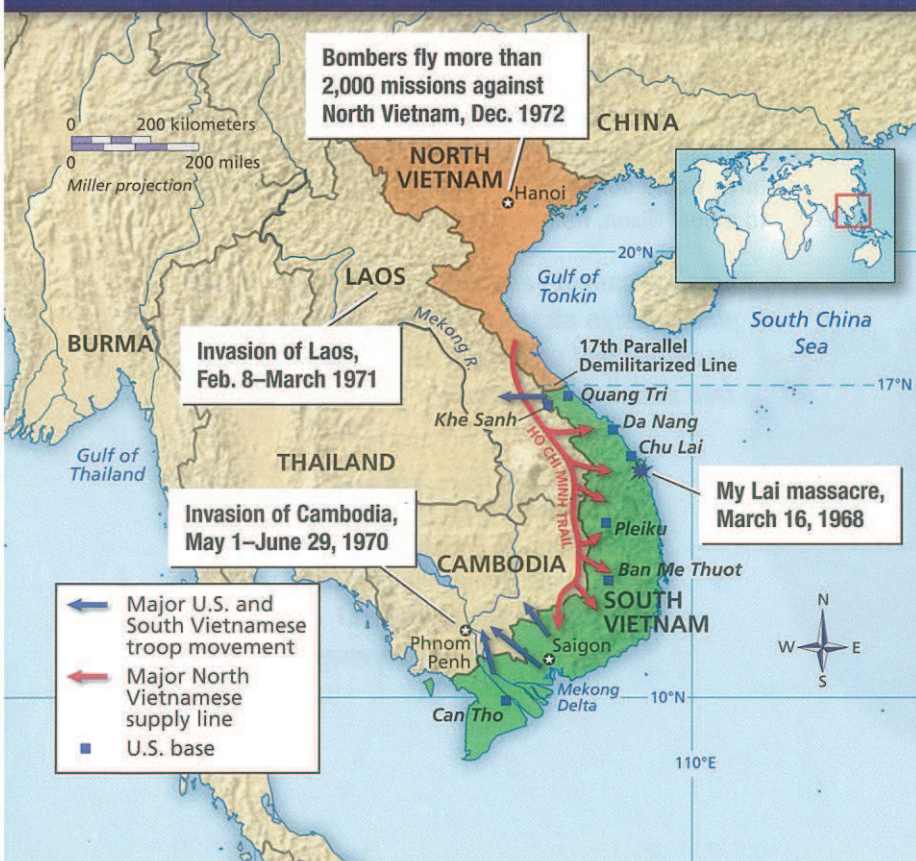 Bombers fly more than
2,000 missions against
North Vietnam, Dec. 1972
0 200 kilometers
0 200 miles
Miller projection
CHINA
NORTH
VIETNAM
Hanoi
20°N
LAOS
Gulf of
Tonkin
Mekong R.
South China
Sea
BURMA
Invasion of Laos,
Feb. 8–March 1971
17th Parallel
Demilitarized Line
17°N
Quang Tri
Khe Sanh
Da Nang
HO CHI MINH TRAIL
Chu Lai
Gulf of
Thailand
THAILAND
My Lai massacre,
March 16, 1968
Invasion of Cambodia,
May 1–June 29, 1970
Pleiku
CAMBODIA
Ban Me Thuot
SOUTH
VIETNAM
Major U.S. and
South Vietnamese
troop movement
Major North
Vietnamese
supply line
U.S. base
Phnom
Penh
Saigon
N
W E
S
Mekong
Delta
10°N
Can Tho
110°E